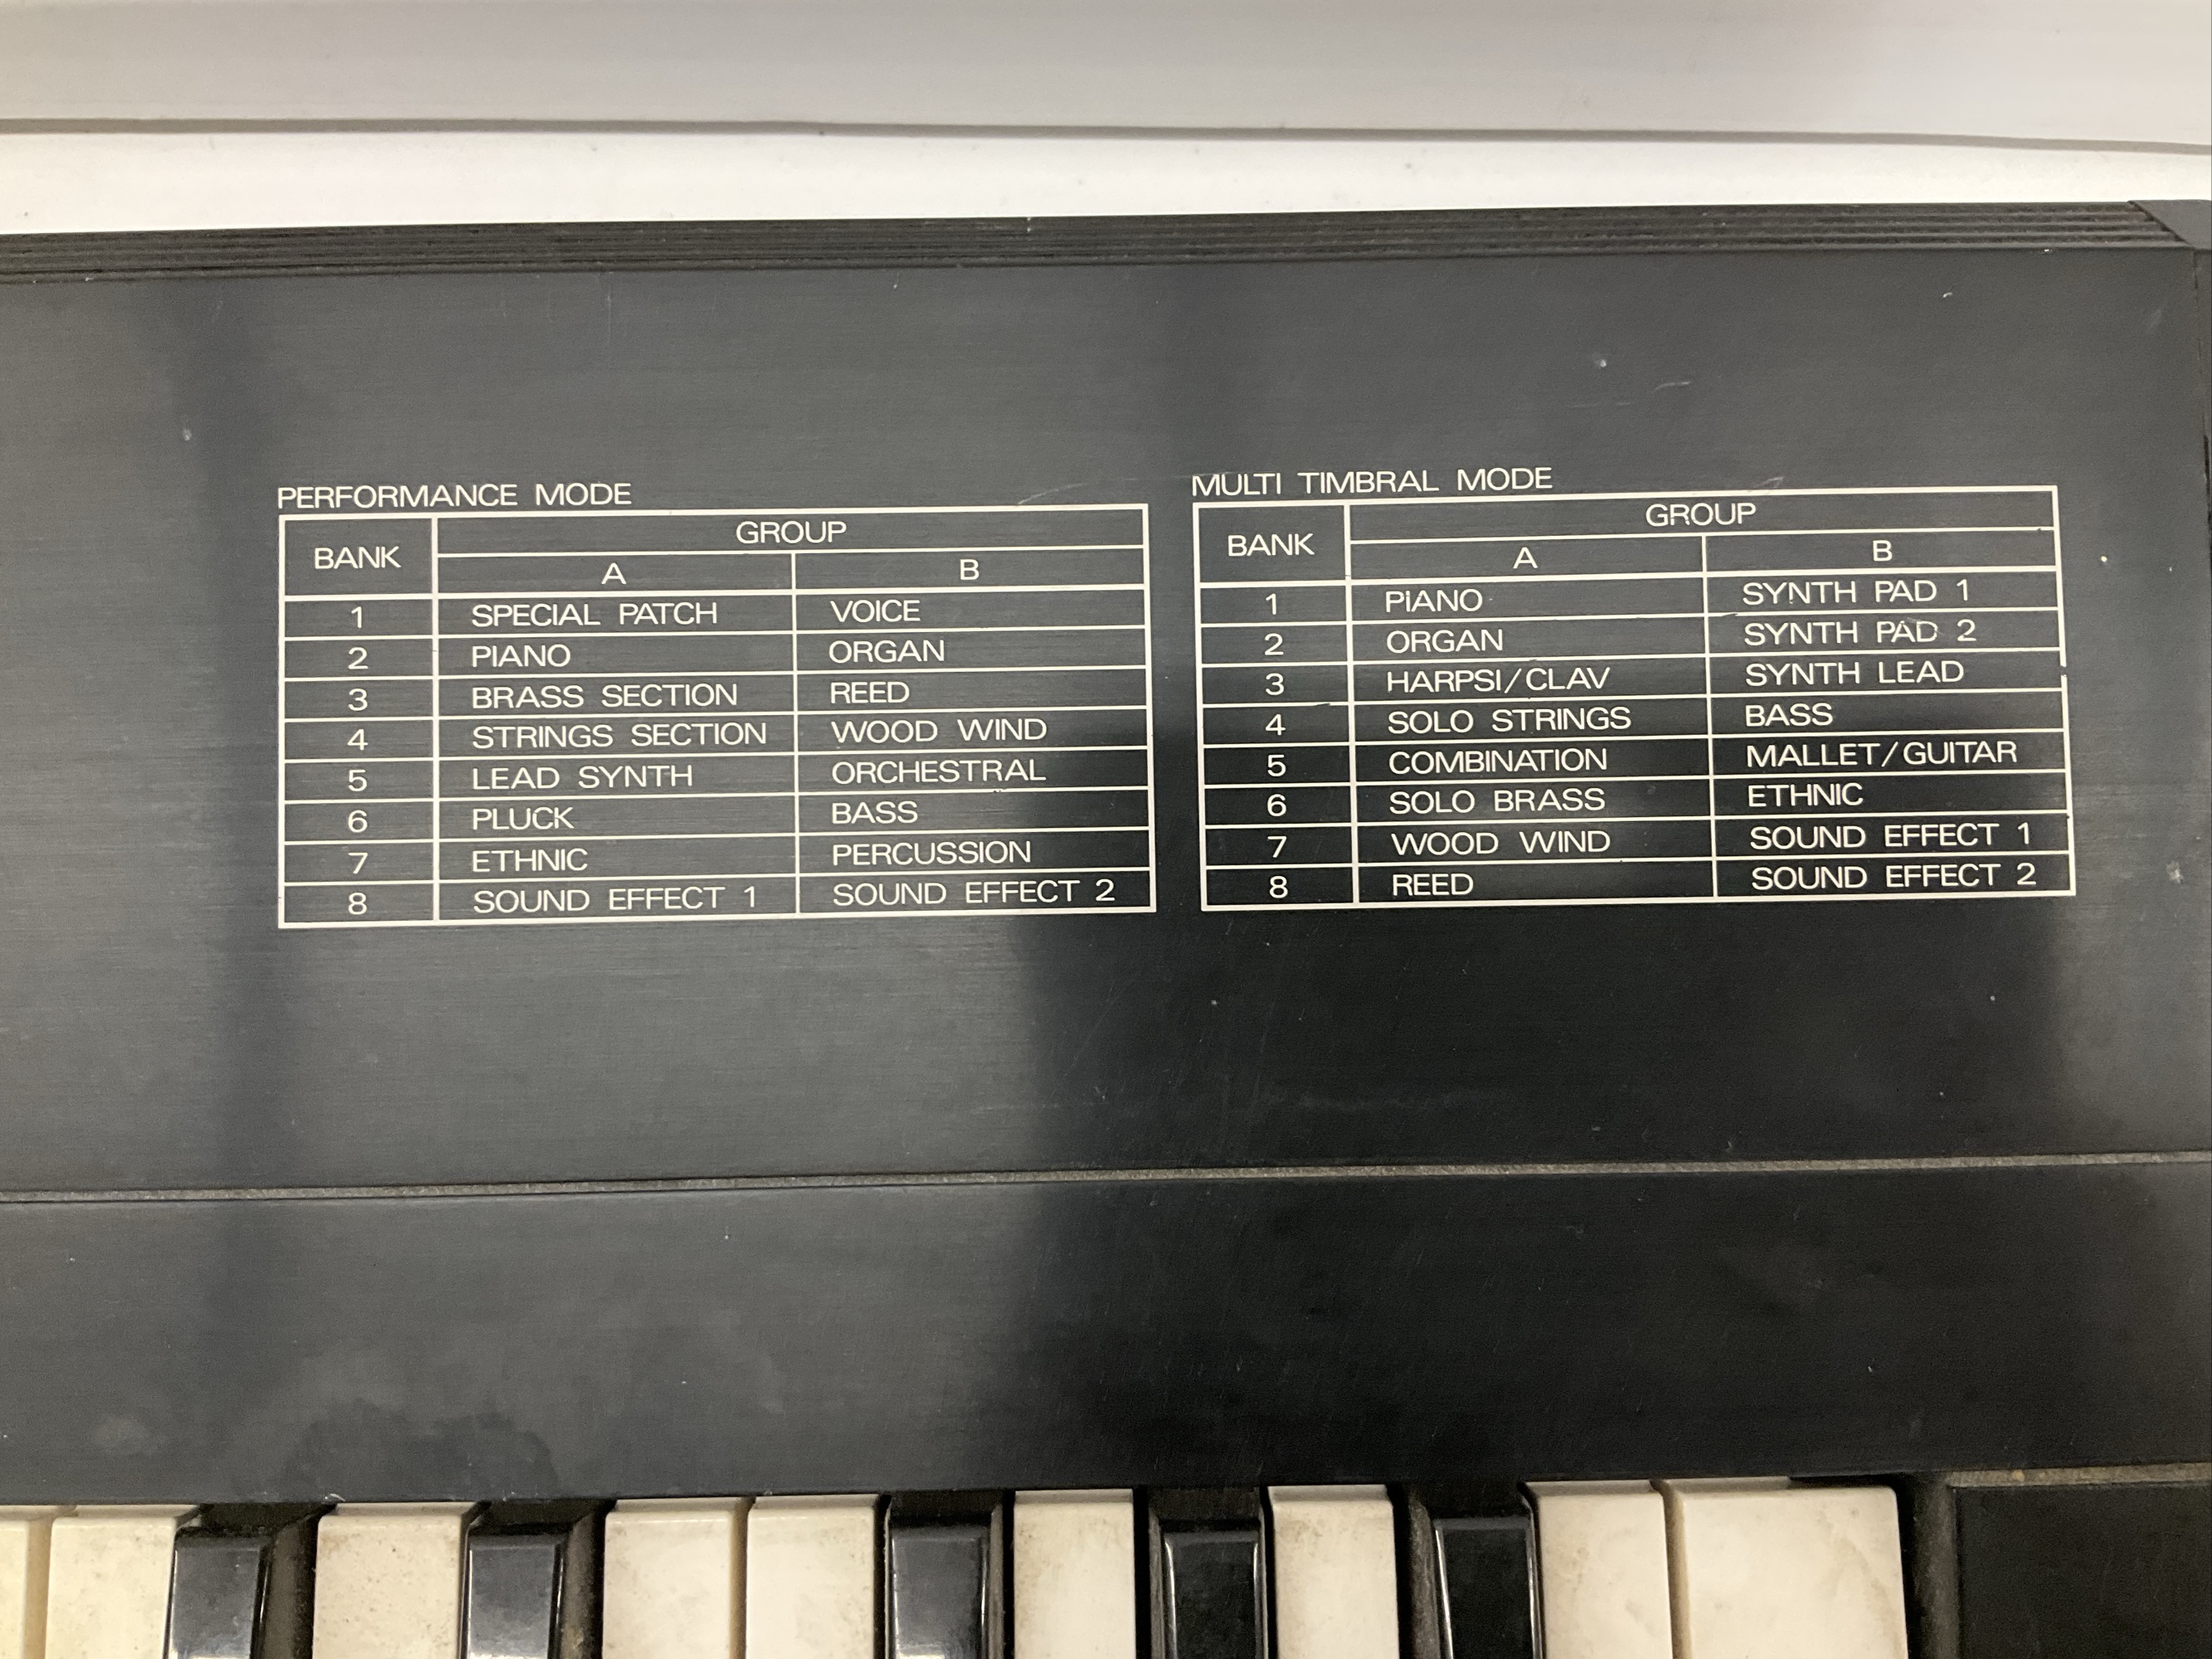 PERFORMANCE MODE
BANK GROUP
A B
1 SPECIAL PATCH VOICE
2 PIANO ORGAN
3 BRASS SECTION REED
4 STRINGS SECTION WOOD WIND
5 LEAD SYNTH ORCHESTRAL
6 PLUCK BASS
7 ETHNIC PERCUSSION
8 SOUND EFFECT 1 SOUND EFFECT 2
MULTI TIMBRAL MODE
BANK GROUP
A B
1 PIANO SYNTH PAD 1
2 ORGAN SYNTH PAD 2
3 HARPSI/CLAV SYNTH LEAD
4 SOLO STRINGS BASS
5 COMBINATION MALLET/GUITAR
6 SOLO BRASS ETHNIC
7 WOOD WIND SOUND EFFECT 1
8 REED SOUND EFFECT 2